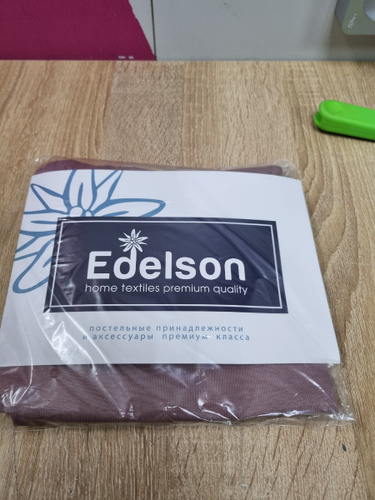 Edelson
home textiles premium quality
постельные принадлежности
и аксессуары премиум класса